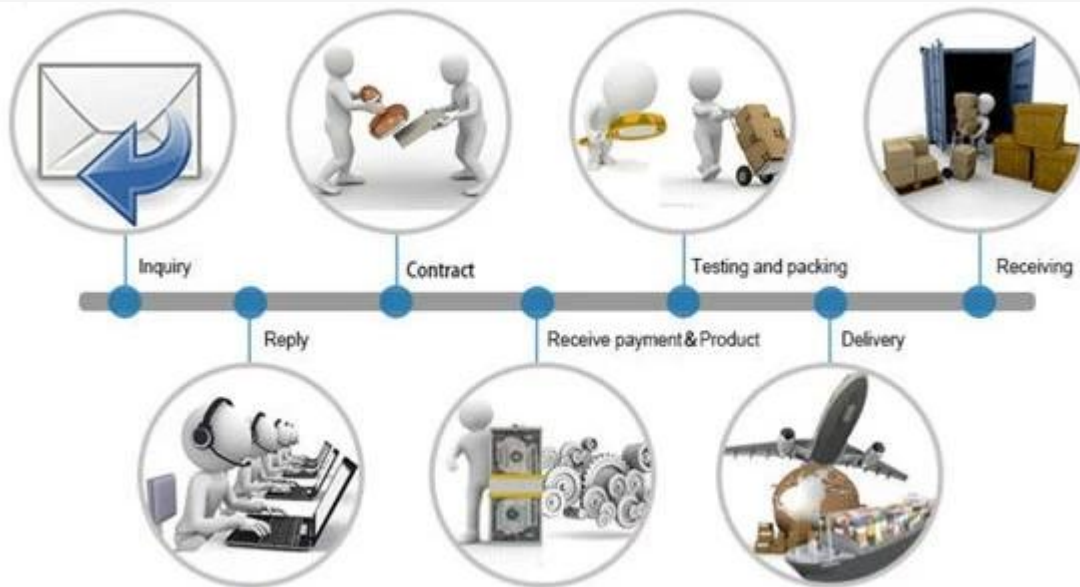 Inquiry
Contract
Testing and packing
Receiving
Reply
Receive payment & Product
Delivery